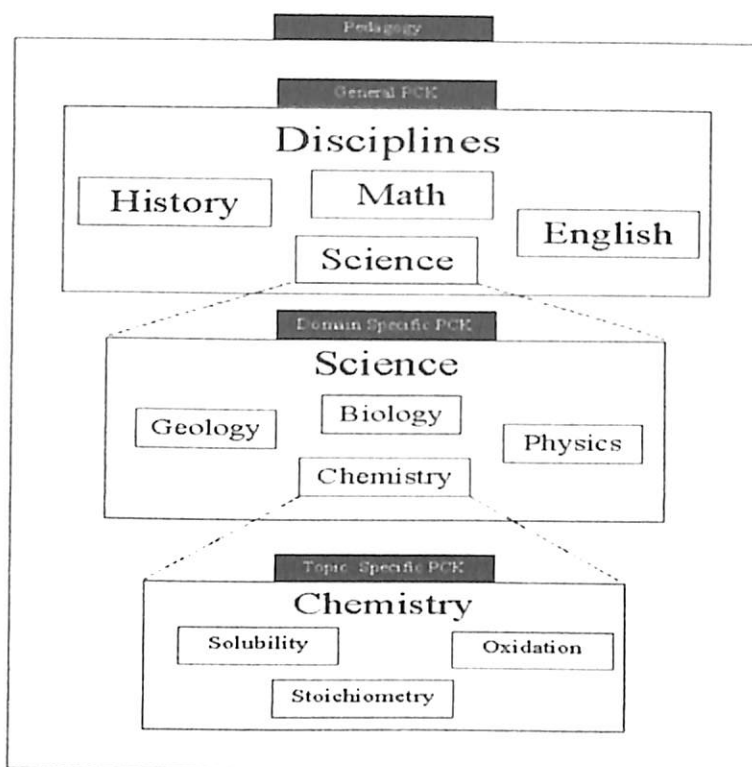 Pedagogy
General PCK
Disciplines
History
Math
English
Science
Domain Specific PCK
Science
Geology
Biology
Physics
Chemistry
Topic Specific PCK
Chemistry
Solubility
Oxidation
Stoichiometry